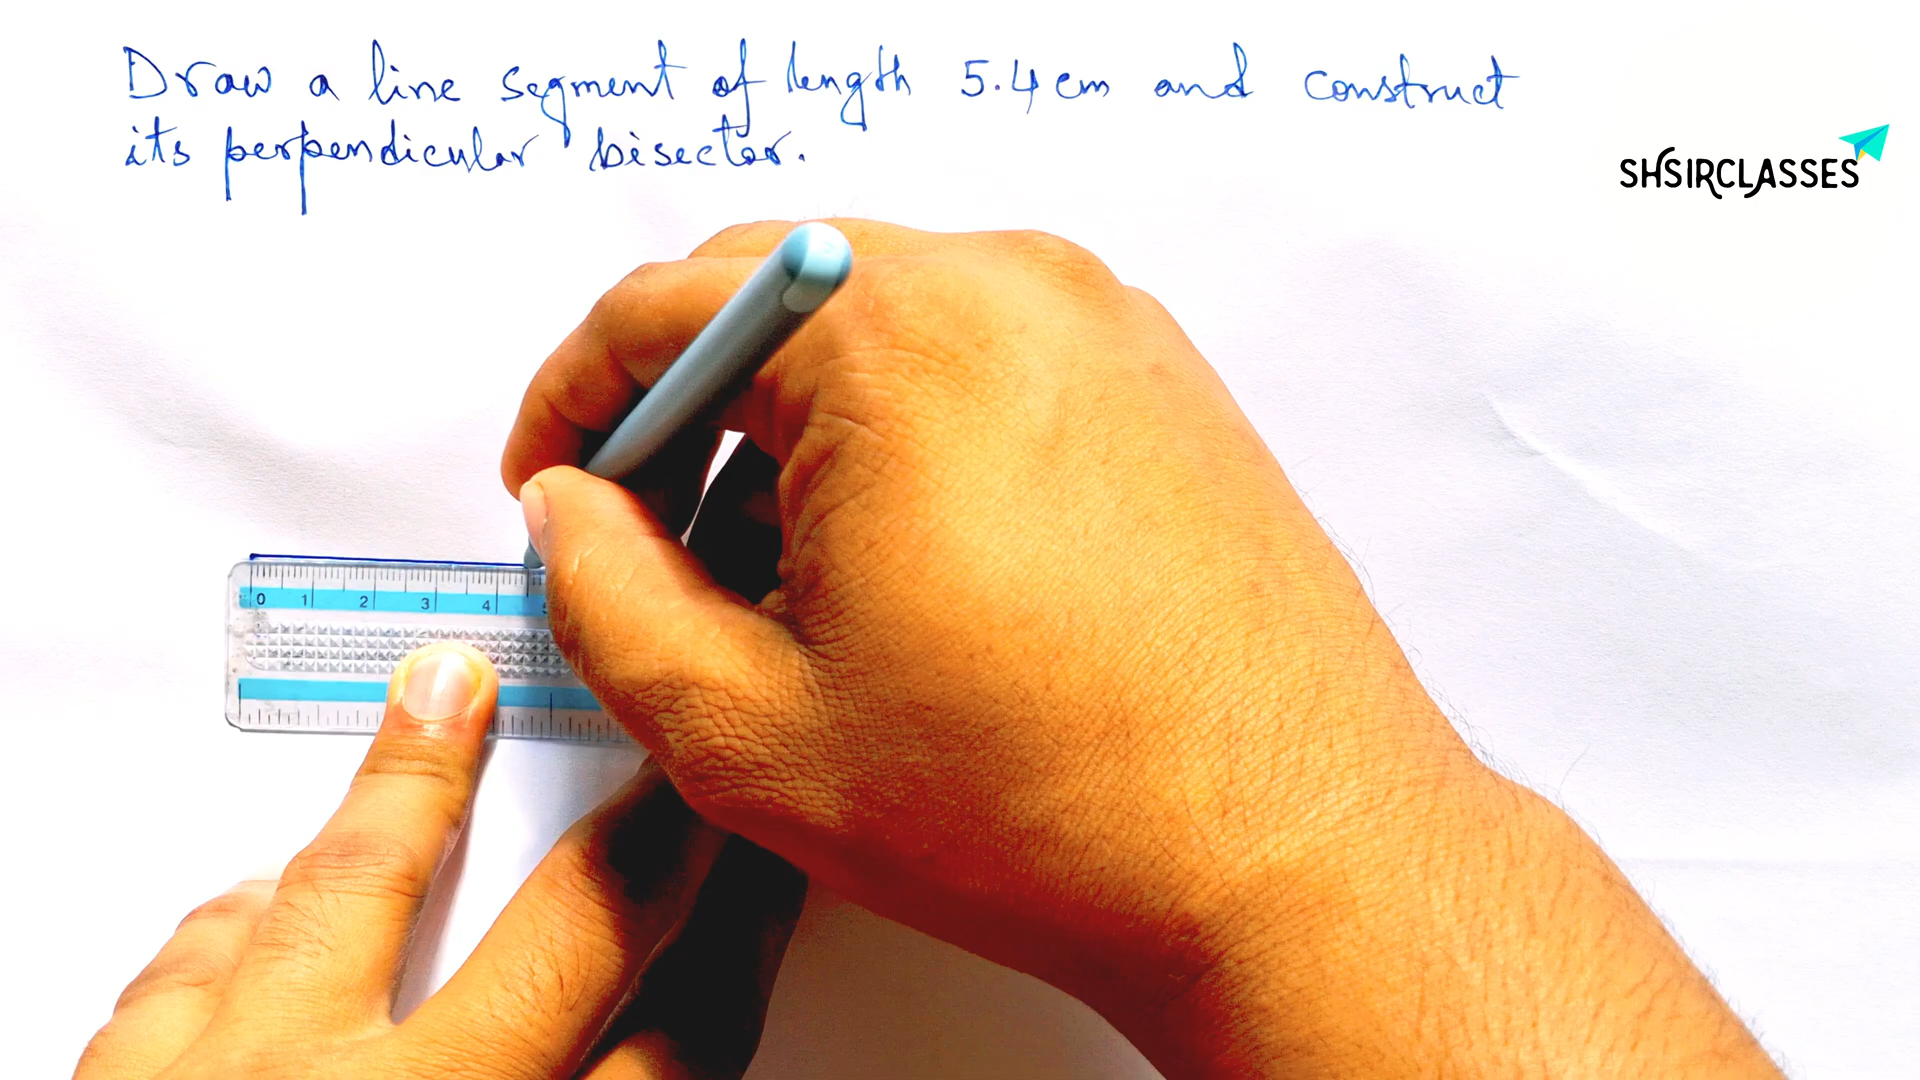 Draw a line segment of length 5.4 cm and construct
its perpendicular bisector.
SHSIRCLASSES
0 1 2 3 4